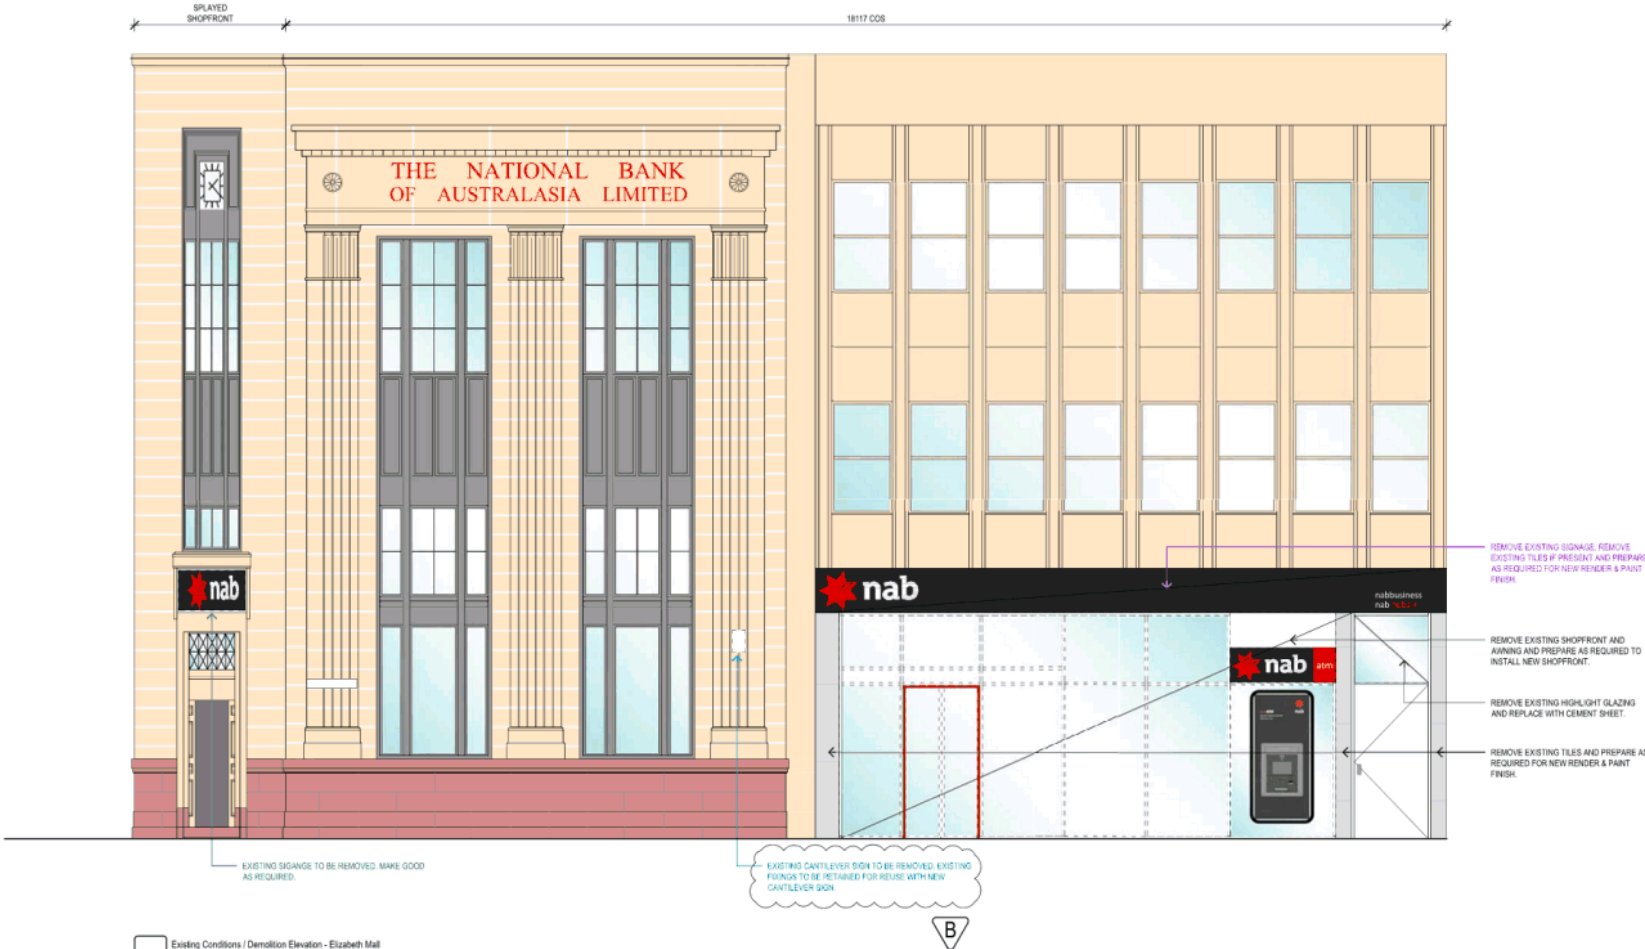 SPLAYED
SHOPFRONT
18117 COS
THE NATIONAL BANK
OF AUSTRALASIA LIMITED
nab
nab
nabbusiness
nab
REMOVE EXISTING SIGNAGE. REMOVE
EXISTING TILES IF PRESENT AND PREPARE
AS REQUIRED FOR NEW RENDER & PAINT
FINISH.
REMOVE EXISTING SHOPFRONT AND
AWNING AND PREPARE AS REQUIRED TO
INSTALL NEW SHOPFRONT.
nab atm
REMOVE EXISTING HIGHLIGHT GLAZING
AND REPLACE WITH CEMENT SHEET.
nab
REMOVE EXISTING TILES AND PREPARE AS
REQUIRED FOR NEW RENDER & PAINT
FINISH.
EXISTING SIGANGE TO BE REMOVED. MAKE GOOD
AS REQUIRED.
EXISTING CANTILEVER SIGN TO BE REMOVED. EXISTING
FIXINGS TO BE RETAINED FOR REUSE WITH NEW
CANTILEVER SIGN.
B
Existing Conditions / Demolition Elevation - Elizabeth Mall